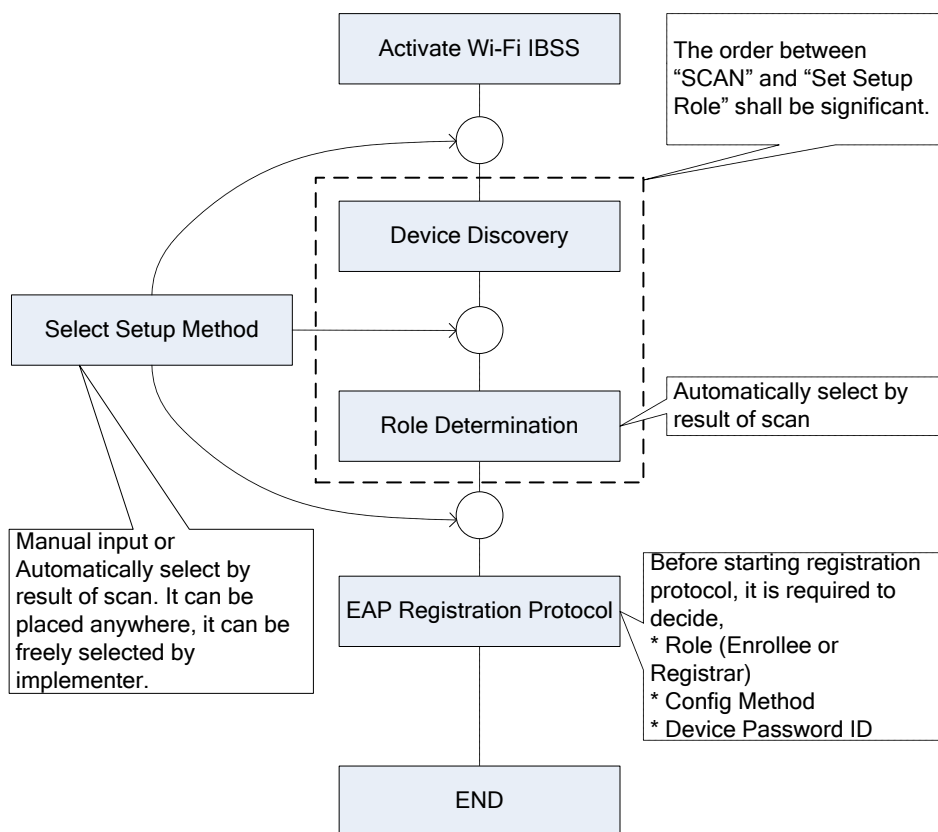 Activate Wi-Fi IBSS
The order between
“SCAN” and “Set Setup
Role” shall be significant.
Device Discovery
Select Setup Method
Role Determination
Automatically select by
result of scan
Manual input or
Automatically select by
result of scan. It can be
placed anywhere, it can be
freely selected by
implementer.
EAP Registration Protocol
Before starting registration
protocol, it is required to
decide,
* Role (Enrollee or
Registrar)
* Config Method
* Device Password ID
END